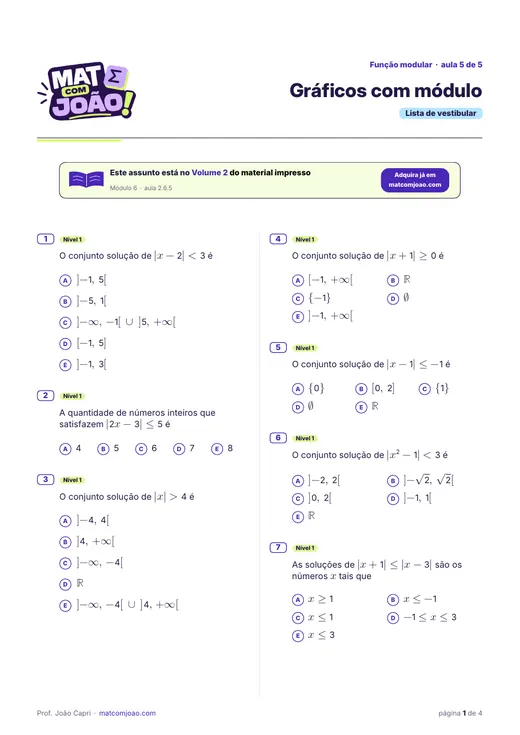 MAT Σ
COM
JOÃO!
Função modular · aula 5 de 5
Gráficos com módulo
Lista de vestibular
Este assunto está no Volume 2 do material impresso
Módulo 6 · aula 2.6.5
Adquira já em
matcomjoao.com
1 Nível 1
O conjunto solução de |x − 2| < 3 é
A ]−1, 5[
B ]−5, 1[
C ]−∞, −1[ ∪ ]5, +∞[
D [−1, 5]
E ]−1, 3[
2 Nível 1
A quantidade de números inteiros que
satisfazem |2x − 3| ≤ 5 é
A 4 B 5 C 6 D 7 E 8
3 Nível 1
O conjunto solução de |x| > 4 é
A ]−4, 4[
B ]4, +∞[
C ]−∞, −4[
D ℝ
E ]−∞, −4[ ∪ ]4, +∞[
4 Nível 1
O conjunto solução de |x + 1| ≥ 0 é
A [−1, +∞[ B ℝ
C {−1} D ∅
E ]−1, +∞[
5 Nível 1
O conjunto solução de |x − 1| ≤ −1 é
A {0} B [0, 2] C {1}
D ∅ E ℝ
6 Nível 1
O conjunto solução de |x² − 1| < 3 é
A ]−2, 2[ B ]−√2, √2[
C ]0, 2[ D ]−1, 1[
E ℝ
7 Nível 1
As soluções de |x + 1| ≤ |x − 3| são os
números x tais que
A x ≥ 1 B x ≤ −1
C x ≤ 1 D −1 ≤ x ≤ 3
E x ≤ 3
Prof. João Capri · matcomjoao.com
página 1 de 4